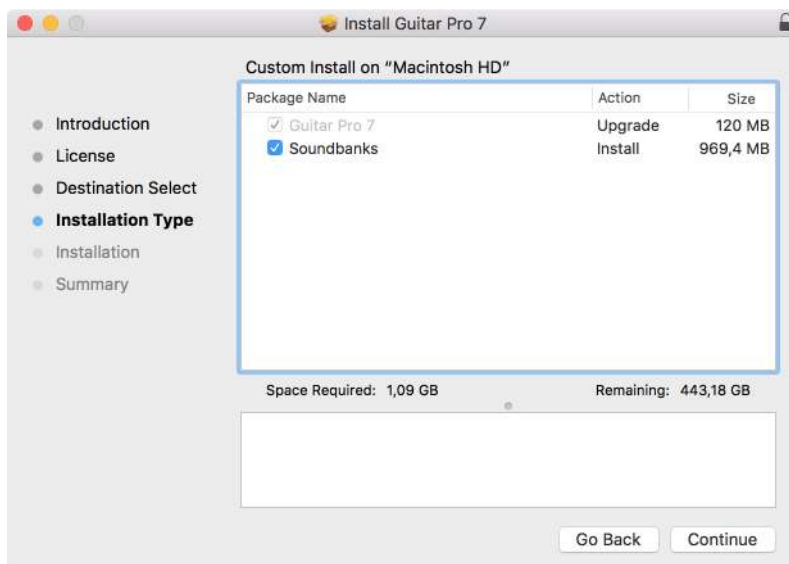 Install Guitar Pro 7
Custom Install on "Macintosh HD"
Package Name Action Size
Guitar Pro 7 Upgrade 120 MB
Soundbanks Install 969,4 MB
Introduction
License
Destination Select
Installation Type
Installation
Summary
Space Required: 1,09 GB Remaining: 443,18 GB
Go Back Continue